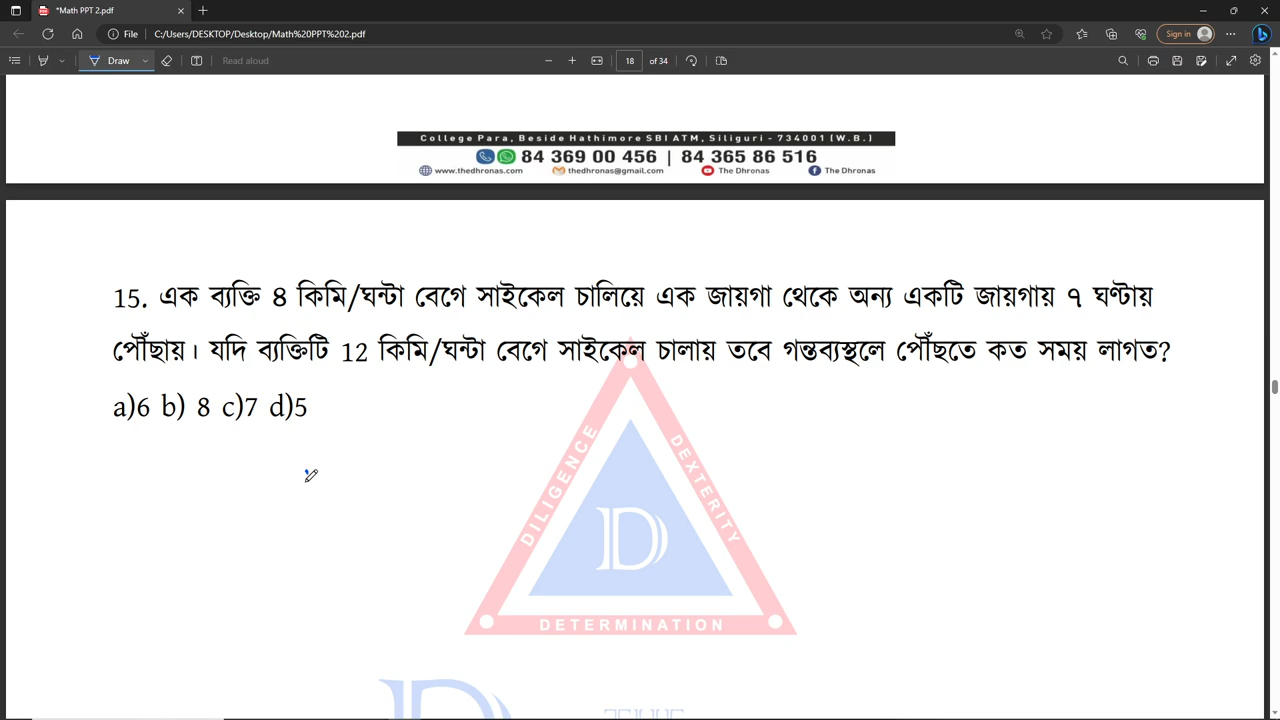 *Math PPT 2.pdf
File
C:/Users/DESKTOP/Desktop/Math%20PPT%202.pdf
Sign in
Draw
Read aloud
18 of 34
College Para, Beside Hathimore SBI ATM, Siliguri - 734001 (W.B.)
84 369 00 456 | 84 365 86 516
www.thedhronas.com thedhronas@gmail.com The Dhronas The Dhronas
15. এক ব্যক্তি ৪ কিমি/ঘন্টা বেগে সাইকেল চালিয়ে এক জায়গা থেকে অন্য একটি জায়গায় ৭ ঘণ্টায়
পৌঁছায়। যদি ব্যক্তিটি 12 কিমি/ঘন্টা বেগে সাইকেল চালায় তবে গন্তব্যস্থলে পৌঁছতে কত সময় লাগত?
a)6 b) 8 c)7 d)5
DILIGENCE
DEXTERITY
D
DETERMINATION